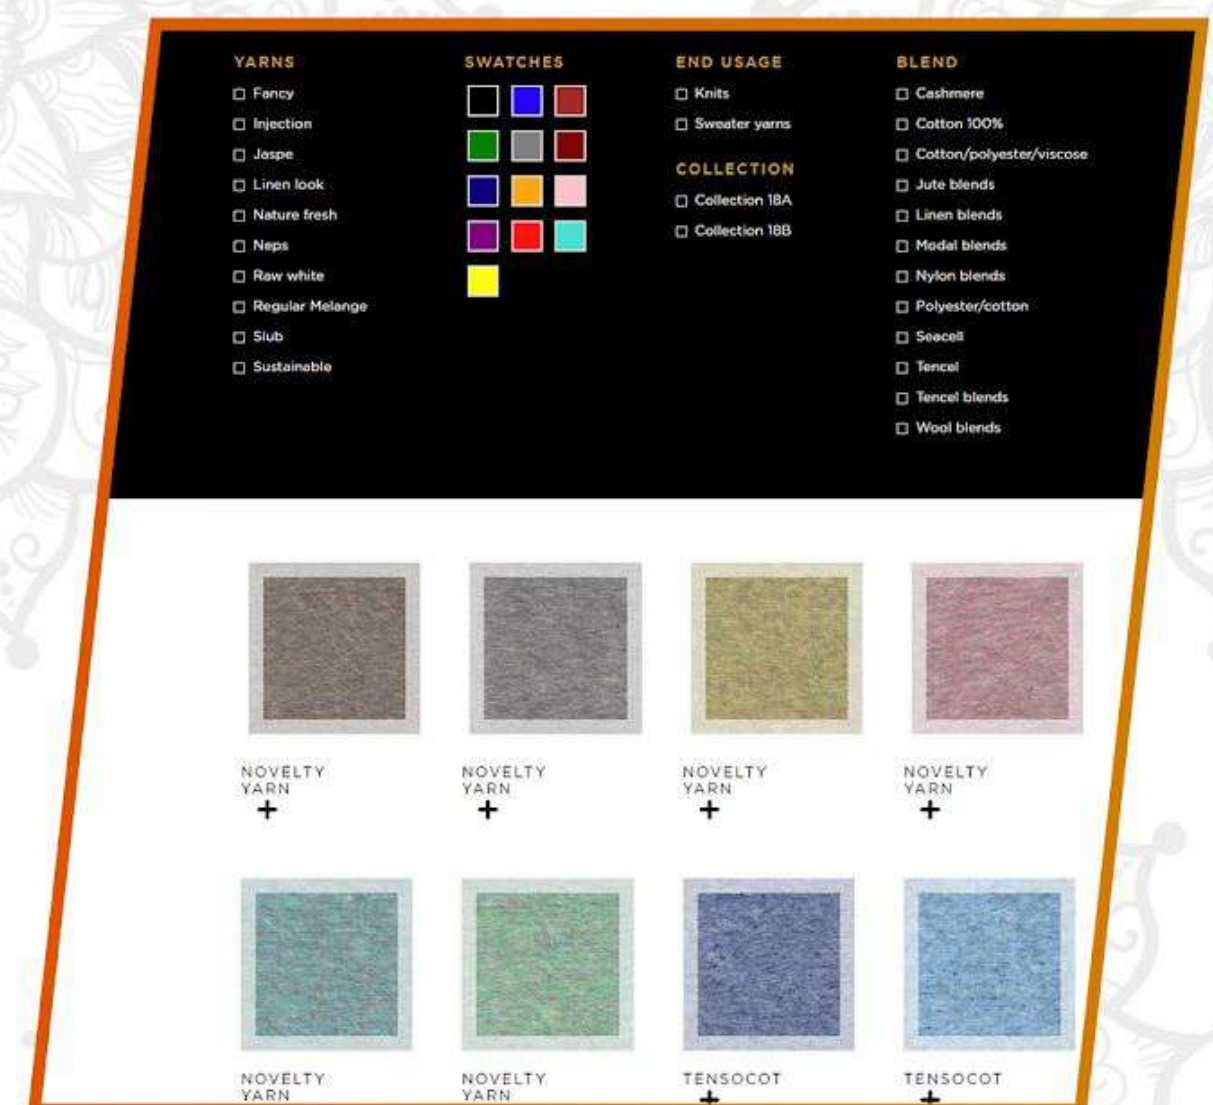 YARNS
Fancy
Injection
Jaspe
Linen look
Nature fresh
Neps
Raw white
Regular Melange
Slub
Sustainable
SWATCHES
END USAGE
Knits
Sweater yarns
COLLECTION
Collection 18A
Collection 18B
BLEND
Cashmere
Cotton 100%
Cotton/polyester/viscose
Jute blends
Linen blends
Modal blends
Nylon blends
Polyester/cotton
Seacell
Tencel
Tencel blends
Wool blends
NOVELTY
YARN
+
NOVELTY
YARN
+
NOVELTY
YARN
+
NOVELTY
YARN
+
NOVELTY
YARN
NOVELTY
YARN
TENSOCOT
+
TENSOCOT
+